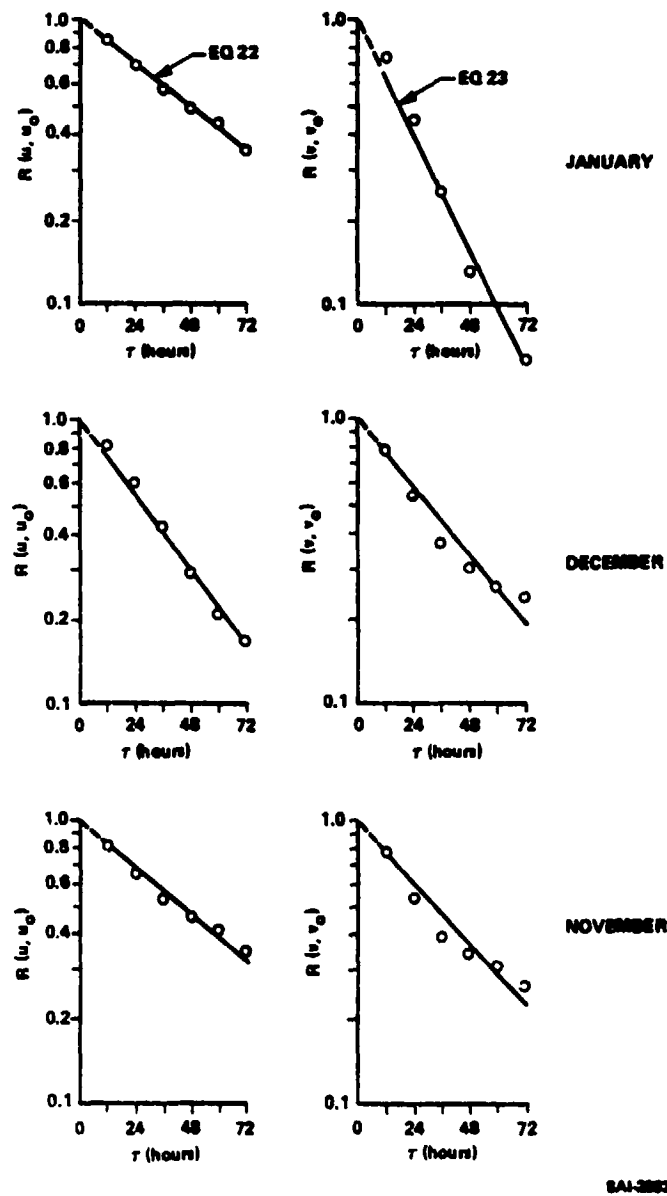 1.0
0.8
0.6
0.4
0.2
0.1
R (u, u₀)
EQ 22
0 24 48 72
τ (hours)
1.0
0.1
R (v, v₀)
EQ 23
0 24 48 72
τ (hours)
JANUARY
1.0
0.8
0.6
0.4
0.2
0.1
R (u, u₀)
0 24 48 72
τ (hours)
1.0
0.1
R (v, v₀)
0 24 48 72
τ (hours)
DECEMBER
1.0
0.8
0.6
0.4
0.2
0.1
R (u, u₀)
0 24 48 72
τ (hours)
1.0
0.1
R (v, v₀)
0 24 48 72
τ (hours)
NOVEMBER